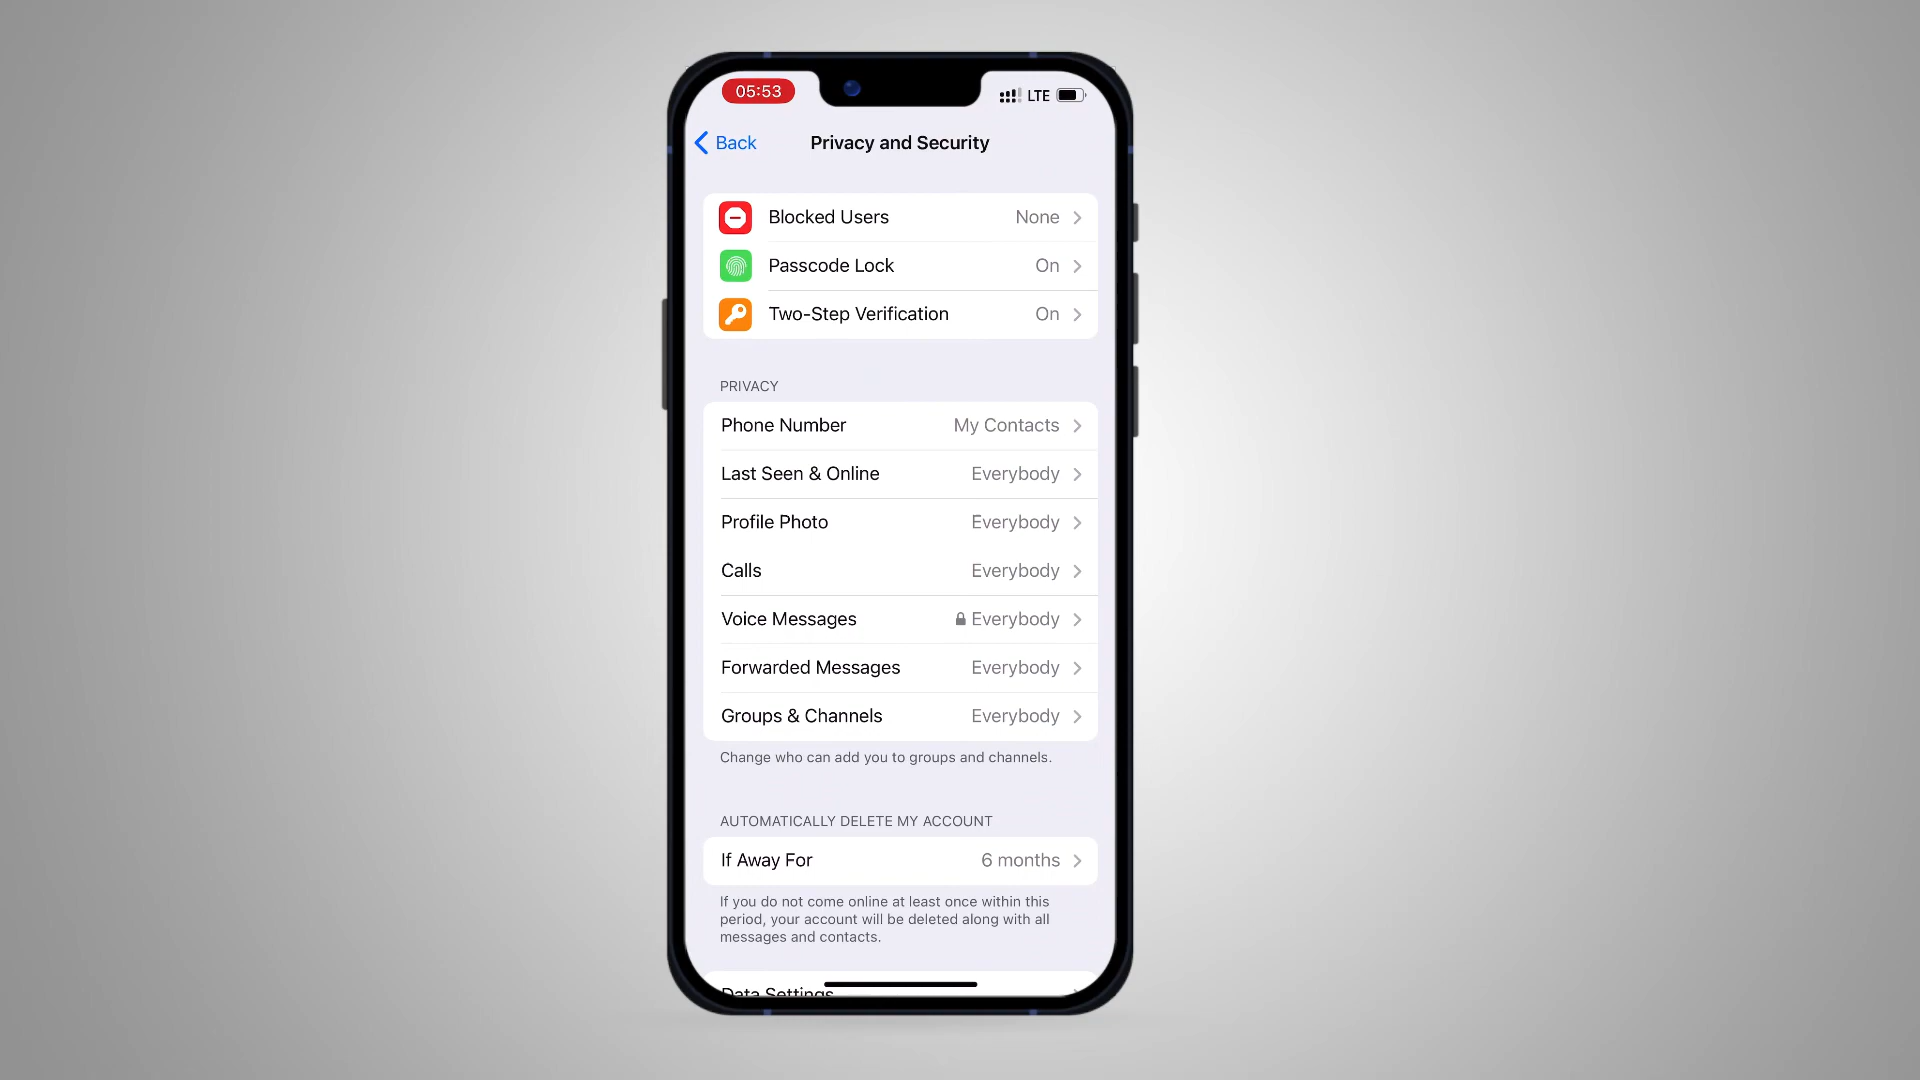 05:53
LTE
Back
Privacy and Security
Blocked Users None
Passcode Lock On
Two-Step Verification On
PRIVACY
Phone Number My Contacts
Last Seen & Online Everybody
Profile Photo Everybody
Calls Everybody
Voice Messages Everybody
Forwarded Messages Everybody
Groups & Channels Everybody
Change who can add you to groups and channels.
AUTOMATICALLY DELETE MY ACCOUNT
If Away For 6 months
If you do not come online at least once within this
period, your account will be deleted along with all
messages and contacts.
Data Settings